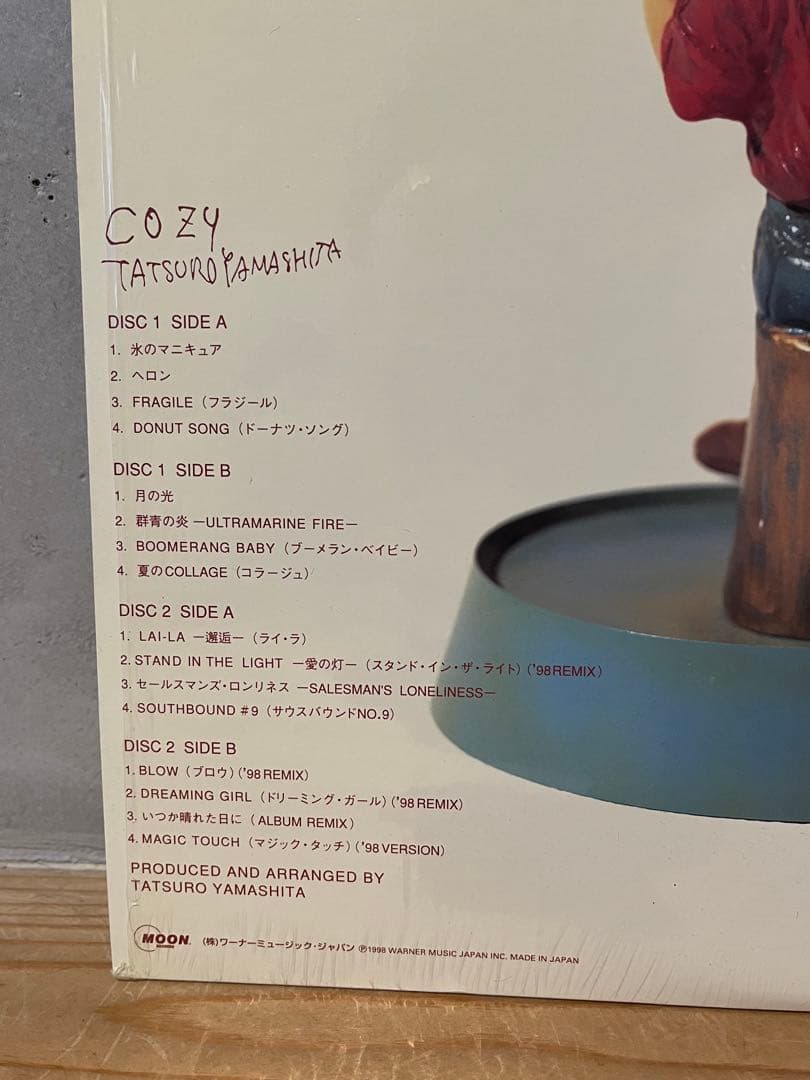 COZY
TATSURO YAMASHITA
DISC 1 SIDE A
1. 氷のマニキュア
2. ヘロン
3. FRAGILE（フラジール）
4. DONUT SONG（ドーナツ・ソング）
DISC 1 SIDE B
1. 月の光
2. 群青の炎 ―ULTRAMARINE FIRE―
3. BOOMERANG BABY（ブーメラン・ベイビー）
4. 夏のCOLLAGE（コラージュ）
DISC 2 SIDE A
1. LAI-LA ―邂逅―（ライ・ラ）
2. STAND IN THE LIGHT ―愛の灯―（スタンド・イン・ザ・ライト）（'98 REMIX）
3. セールスマンズ・ロンリネス ―SALESMAN'S LONELINESS―
4. SOUTHBOUND #9（サウスバウンドNO.9）
DISC 2 SIDE B
1. BLOW（ブロウ）（'98 REMIX）
2. DREAMING GIRL（ドリーミング・ガール）（'98 REMIX）
3. いつか晴れた日に（ALBUM REMIX）
4. MAGIC TOUCH（マジック・タッチ）（'98 VERSION）
PRODUCED AND ARRANGED BY
TATSURO YAMASHITA
MOON RECORDS （株）ワーナーミュージック・ジャパン ℗1998 WARNER MUSIC JAPAN INC. MADE IN JAPAN